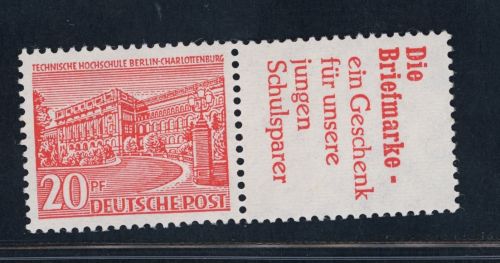 TECHNISCHE HOCHSCHULE BERLIN-CHARLOTTENBURG
20 PF
DEUTSCHE POST
Die
Briefmarke -
ein Geschenk
für unsere
jungen
Schulsparer